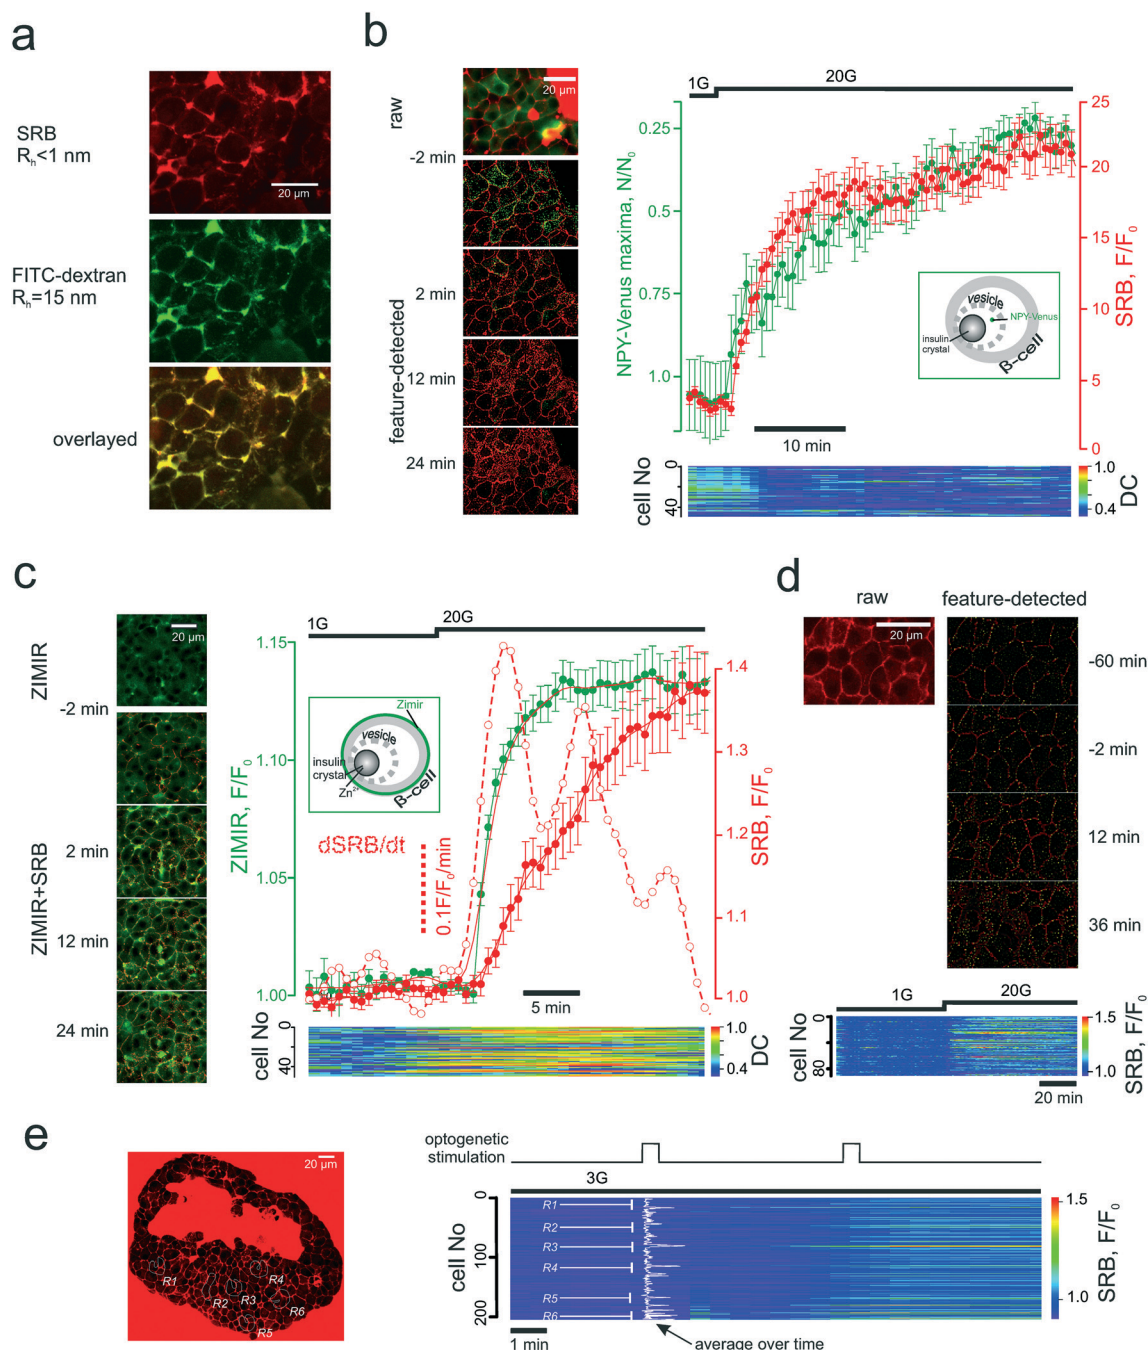 a
SRB
Rh<1 nm
20 µm
FITC-dextran
Rh=15 nm
overlayed
b
raw
20 µm
-2 min
2 min
12 min
24 min
feature-detected
1G
20G
NPY-Venus maxima, N/N0
0.25
0.5
0.75
1.0
25
20
15
10
5
0
SRB, F/F0
vesicle
NPY-Venus
insulin
crystal
β-cell
10 min
cell No
0
40
1.0
0.4
DC
c
ZIMIR
20 µm
-2 min
ZIMIR+SRB
2 min
12 min
24 min
1G
20G
ZIMIR, F/F0
1.15
1.10
1.05
1.00
Zimir
vesicle
insulin
crystal
Zn2+
β-cell
dSRB/dt
0.1F/F0/min
1.4
1.3
1.2
1.1
1.0
SRB, F/F0
5 min
cell No
0
40
1.0
0.4
DC
d
raw
feature-detected
20 µm
-60 min
-2 min
12 min
36 min
1G
20G
cell No
0
80
1.5
1.0
SRB, F/F0
20 min
e
20 µm
R1
R2
R3
R4
R5
R6
optogenetic
stimulation
3G
cell No
0
100
200
R1
R2
R3
R4
R5
R6
1.5
1.0
SRB, F/F0
1 min
average over time